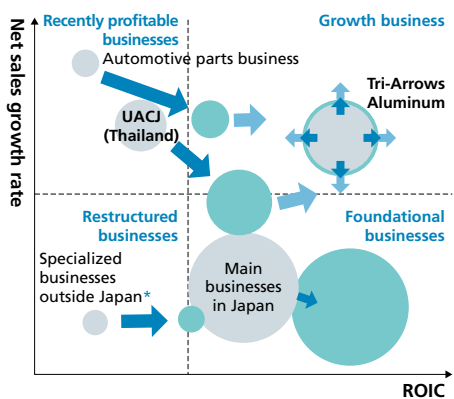 Net sales growth rate
Recently profitable
businesses
Growth business
Automotive parts business
Tri-Arrows
Aluminum
UACJ
(Thailand)
Restructured
businesses
Foundational
businesses
Specialized
businesses
outside Japan*
Main
businesses
in Japan
ROIC